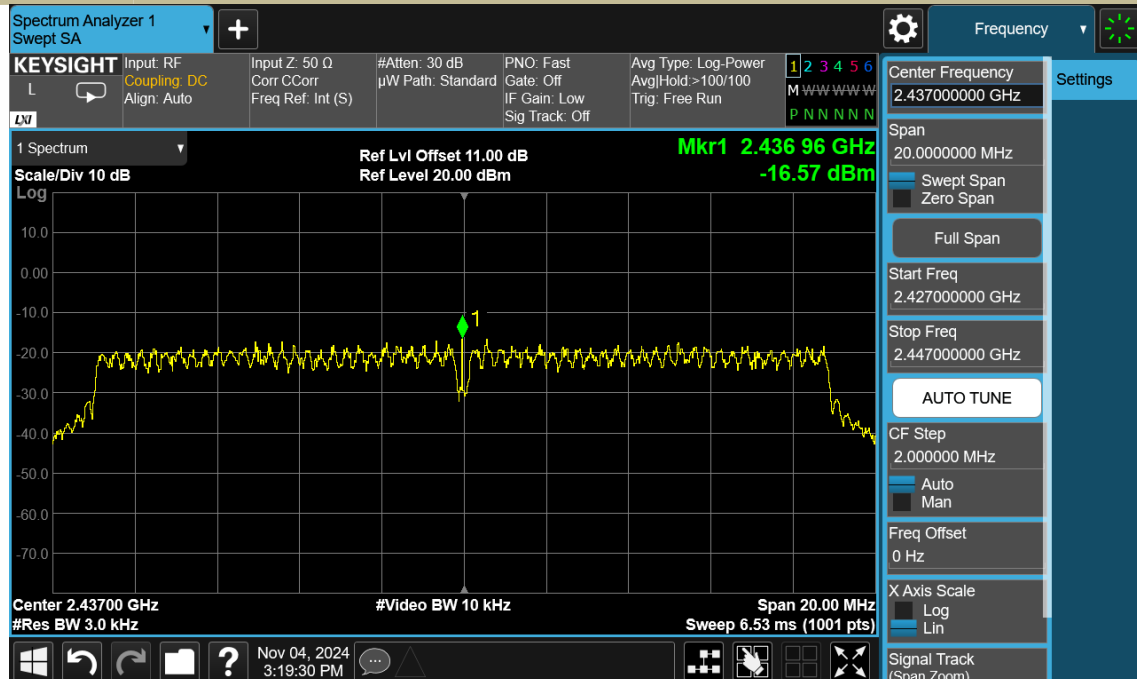 Spectrum Analyzer 1
Swept SA
+
Frequency
KEYSIGHT
L
LXI
Input: RF
Coupling: DC
Align: Auto
Input Z: 50 Ω
Corr CCorr
Freq Ref: Int (S)
#Atten: 30 dB
µW Path: Standard
PNO: Fast
Gate: Off
IF Gain: Low
Sig Track: Off
Avg Type: Log-Power
Avg|Hold:>100/100
Trig: Free Run
1 2 3 4 5 6
M W W W W W
P N N N N N
1 Spectrum
Scale/Div 10 dB
Log
Ref Lvl Offset 11.00 dB
Ref Level 20.00 dBm
Mkr1 2.436 96 GHz
-16.57 dBm
10.0
0.00
-10.0
-20.0
-30.0
-40.0
-50.0
-60.0
-70.0
1
Center 2.43700 GHz
#Res BW 3.0 kHz
#Video BW 10 kHz
Span 20.00 MHz
Sweep 6.53 ms (1001 pts)
?
Nov 04, 2024
3:19:30 PM
Center Frequency
2.437000000 GHz
Settings
Span
20.0000000 MHz
Swept Span
Zero Span
Full Span
Start Freq
2.427000000 GHz
Stop Freq
2.447000000 GHz
AUTO TUNE
CF Step
2.000000 MHz
Auto
Man
Freq Offset
0 Hz
X Axis Scale
Log
Lin
Signal Track
(Span Zoom)